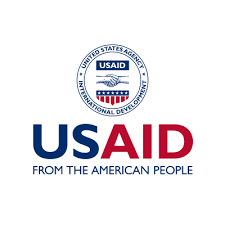 UNITED STATES AGENCY
USAID
INTERNATIONAL DEVELOPMENT
USAID
FROM THE AMERICAN PEOPLE